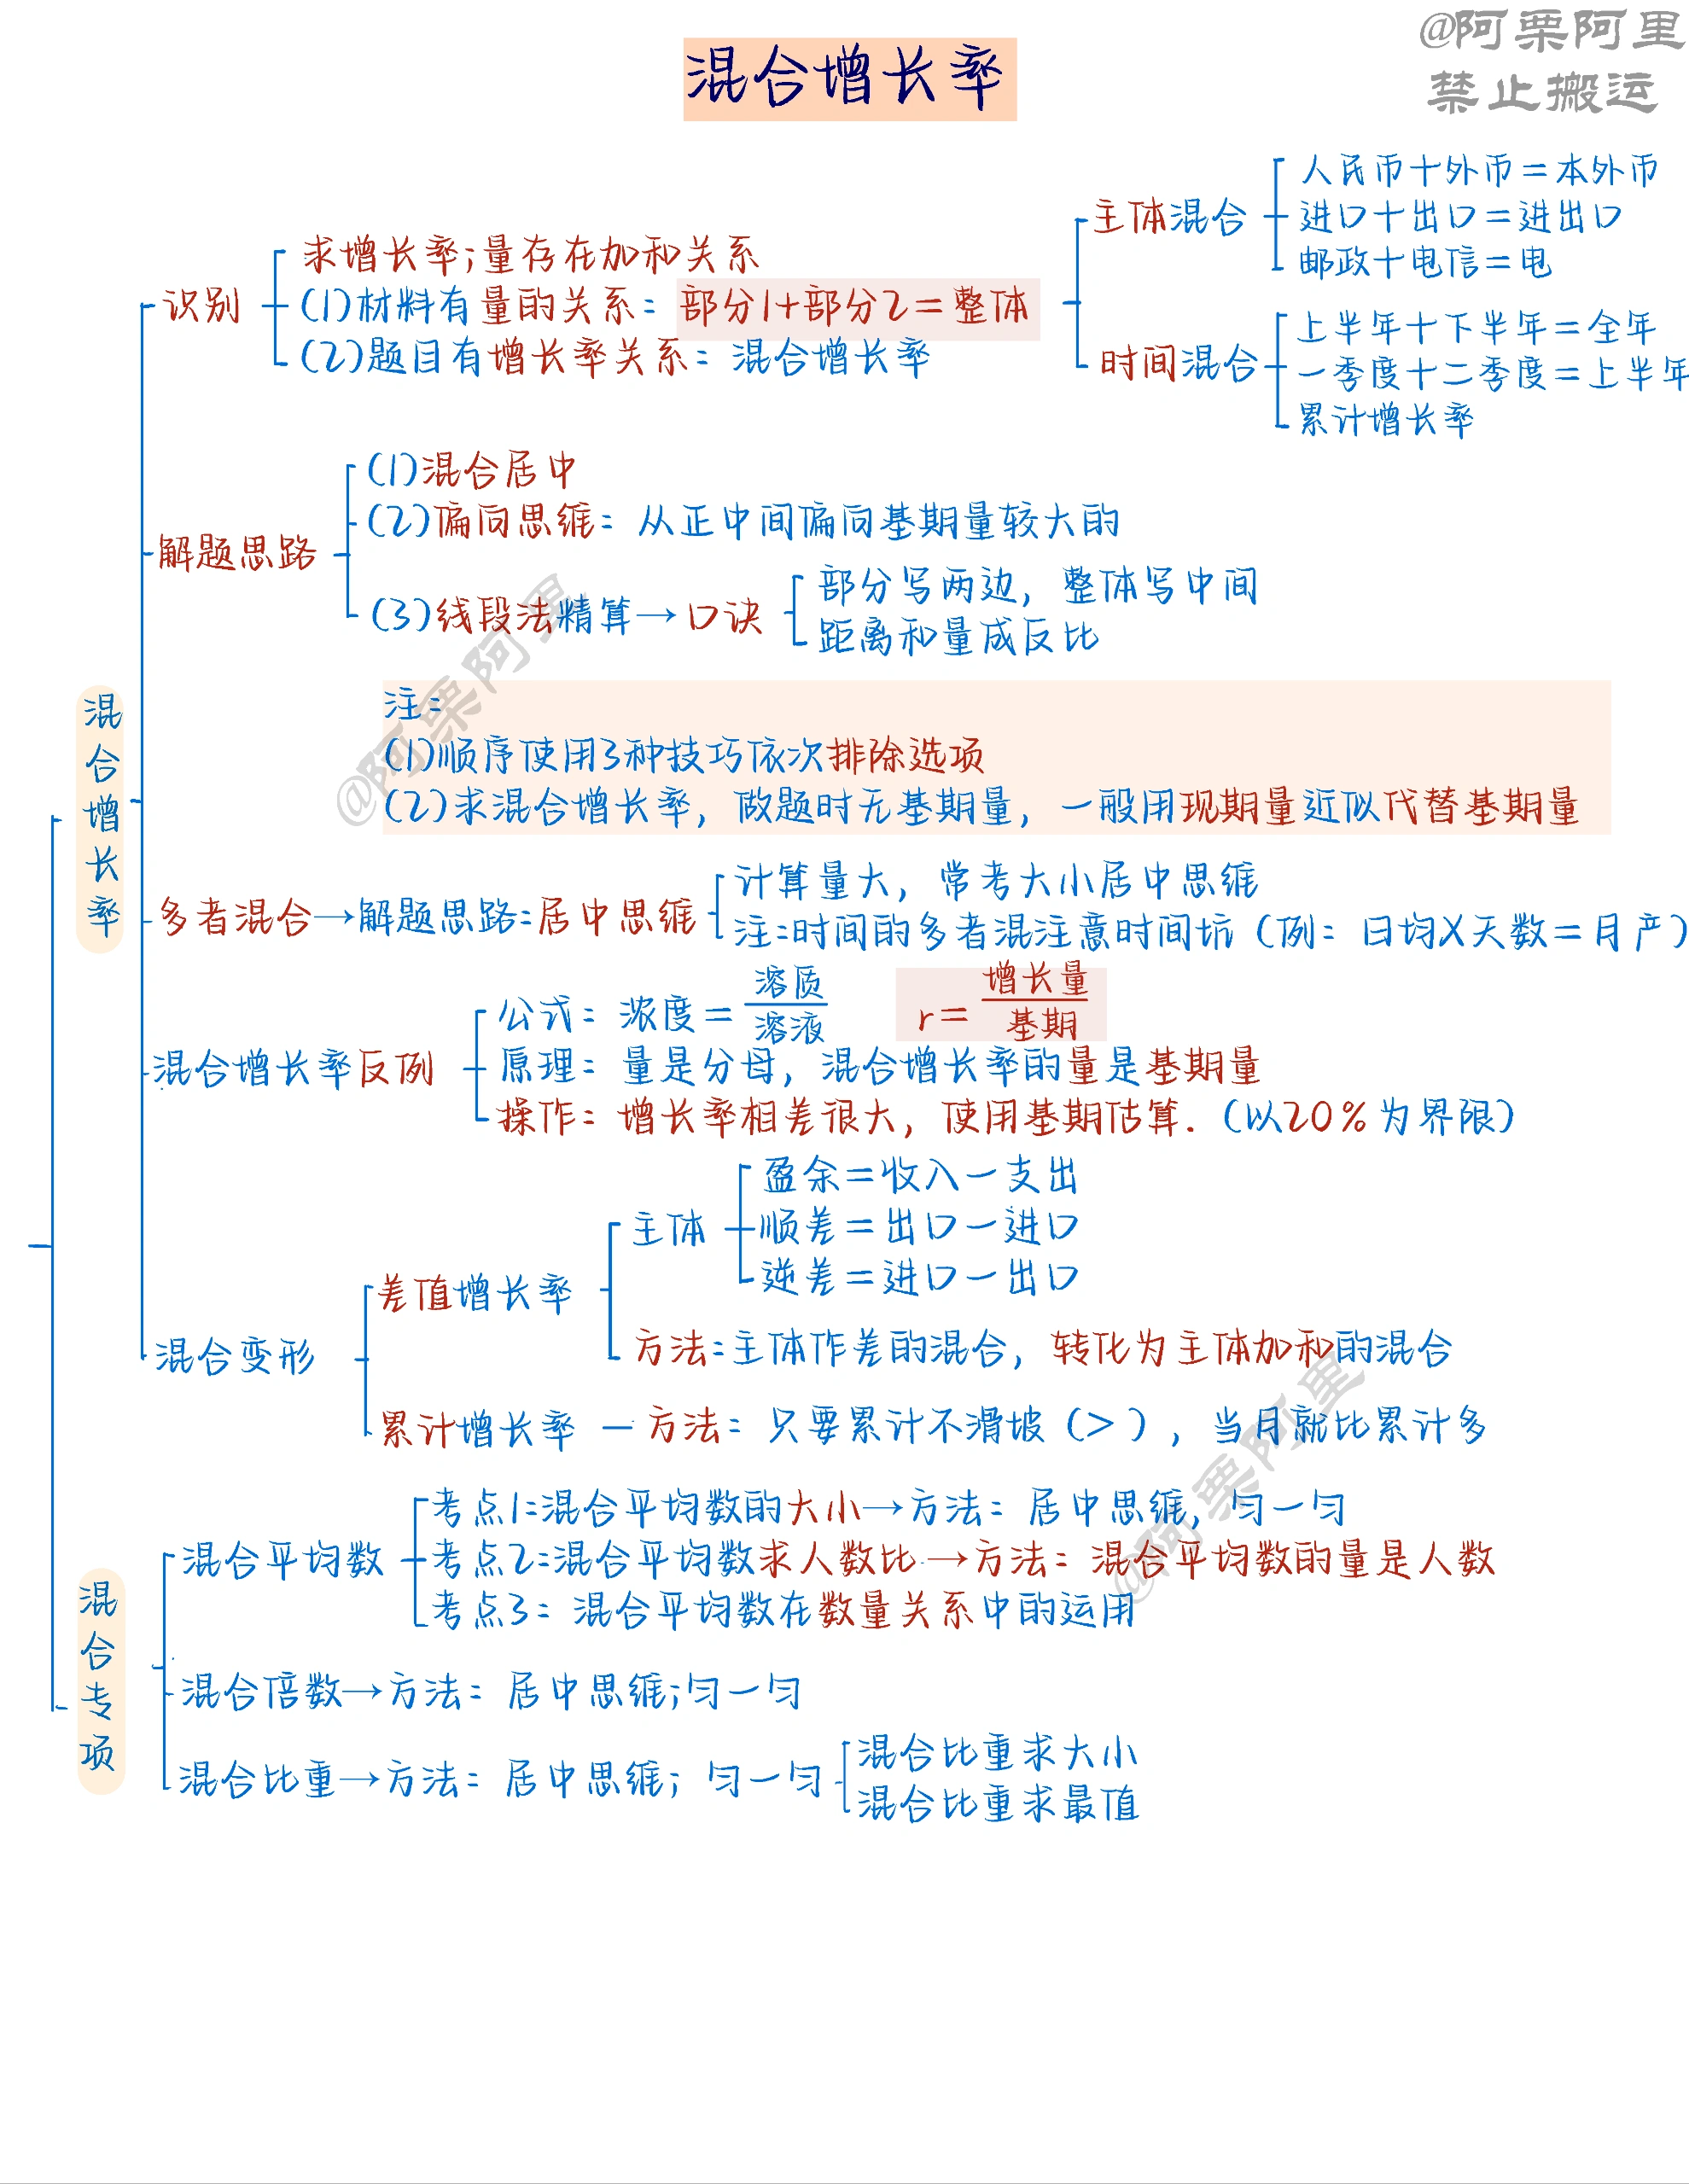 @阿栗阿里
禁止搬运
混合增长率
混合增长率
识别
求增长率;量存在加和关系
(1)材料有量的关系: 部分1+部分2=整体
主体混合
人民币+外币=本外币
进口+出口=进出口
邮政+电信=电
时间混合
上半年+下半年=全年
一季度+二季度=上半年
累计增长率
(2)题目有增长率关系: 混合增长率
解题思路
(1)混合居中
(2)偏向思维: 从正中间偏向基期量较大的
(3)线段法精算→口诀
部分写两边, 整体写中间
距离和量成反比
注:
(1)顺序使用3种技巧依次排除选项
(2)求混合增长率, 做题时无基期量, 一般用现期量近似代替基期量
多者混合→解题思路:居中思维
计算量大, 常考大小居中思维
注:时间的多者混注意时间坑 (例: 日均X天数=月产)
混合增长率反例
公式: 浓度=溶质/溶液 r=增长量/基期
原理: 量是分母, 混合增长率的量是基期量
操作: 增长率相差很大, 使用基期估算. (以20%为界限)
混合变形
差值增长率
主体
盈余=收入-支出
顺差=出口-进口
逆差=进口-出口
方法:主体作差的混合, 转化为主体加和的混合
累计增长率 — 方法: 只要累计不滑坡 (>), 当月就比累计多
混合专项
混合平均数
考点1:混合平均数的大小→方法: 居中思维, 匀一匀
考点2:混合平均数求人数比→方法: 混合平均数的量是人数
考点3: 混合平均数在数量关系中的运用
混合倍数→方法: 居中思维;匀一匀
混合比重→方法: 居中思维; 匀一匀
混合比重求大小
混合比重求最值
@阿栗阿里
@阿栗阿里